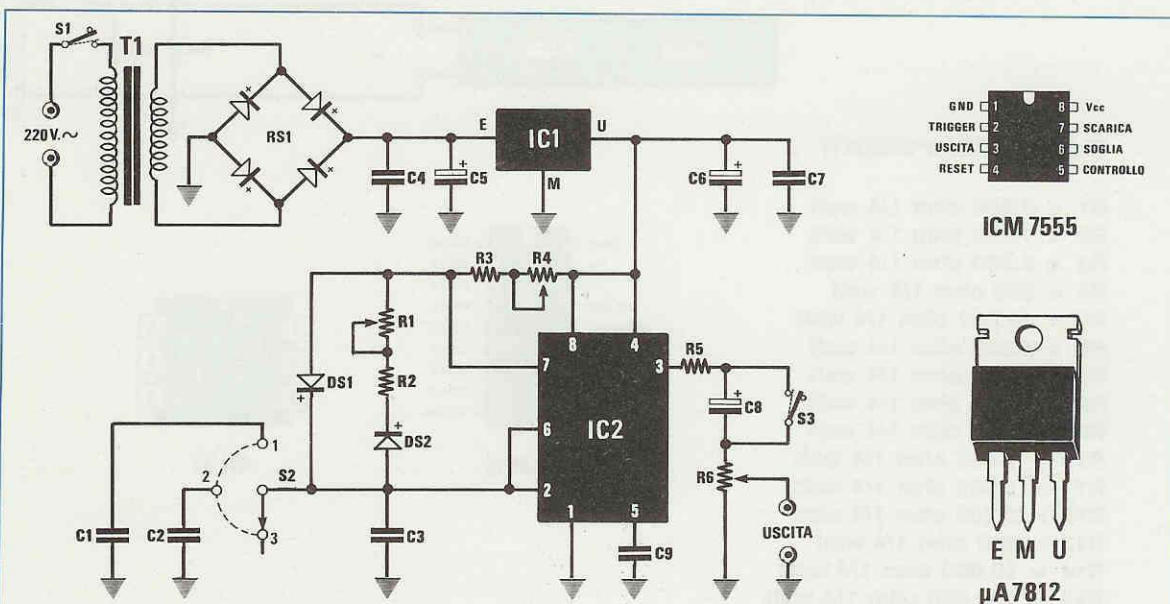 S1
T1
220V.~
RS1
C4
+
C5
E
IC1
U
M
+
C6
C7
GND 1
TRIGGER 2
USCITA 3
RESET 4
8 Vcc
7 SCARICA
6 SOGLIA
5 CONTROLLO
ICM 7555
R3
R4
R1
R2
DS1
+
+
DS2
8
4
7
3
6
IC2
2
1
5
R5
+
C8
S3
R6
USCITA
1
2
S2
3
C1
C2
C3
C9
E M U
µA7812